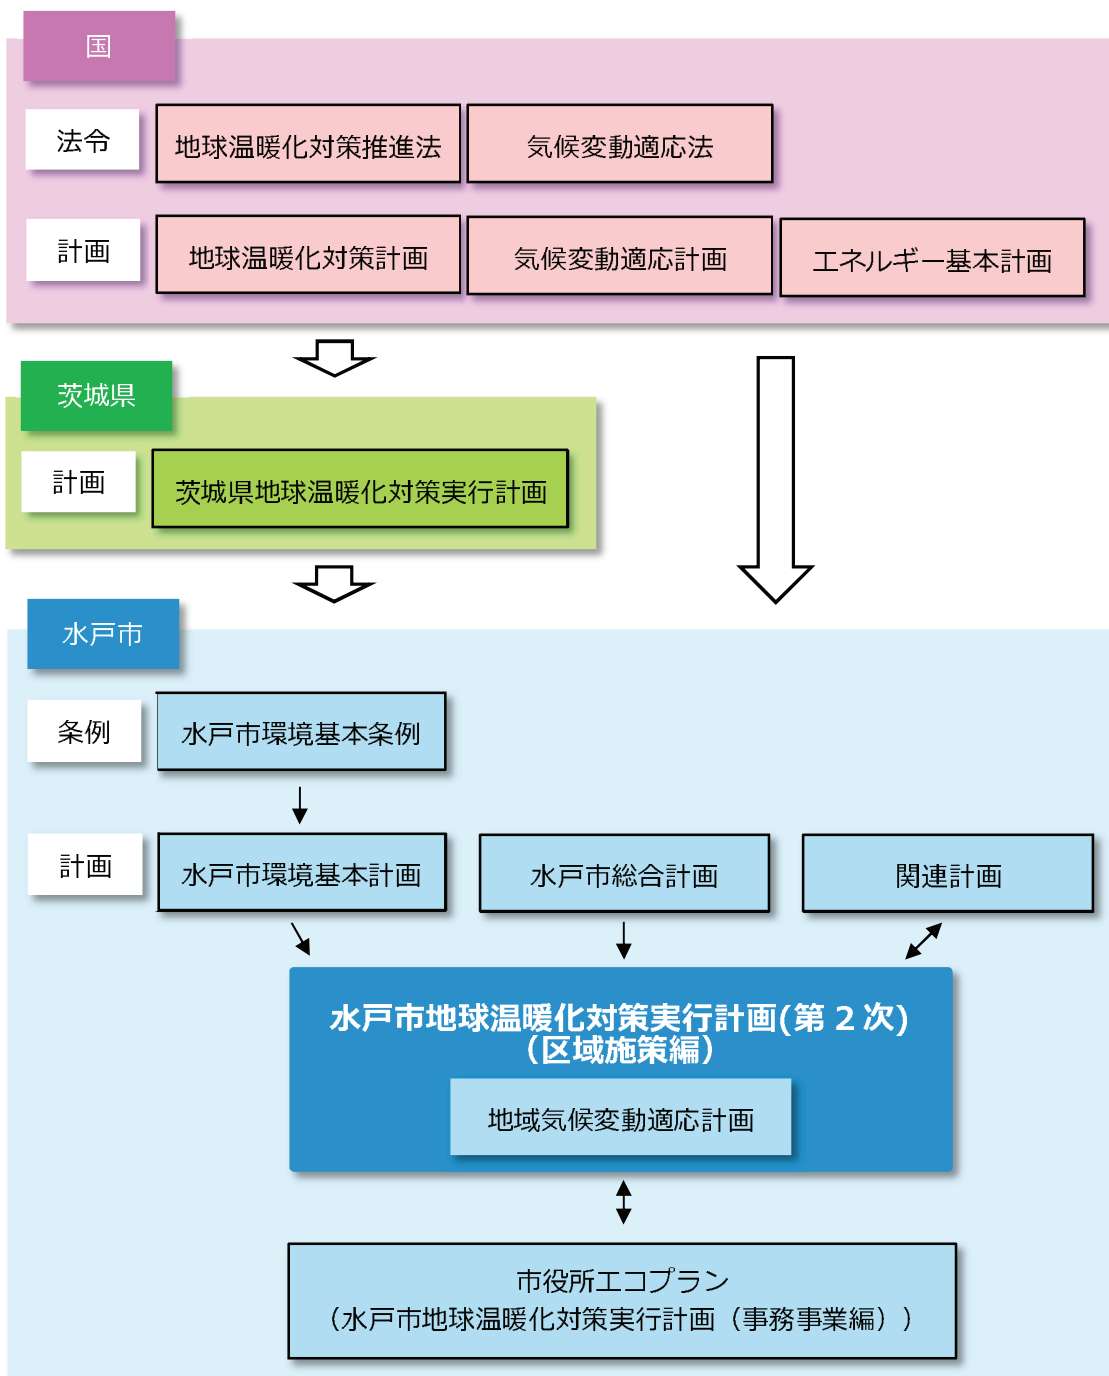 国
法令
地球温暖化対策推進法
気候変動適応法
計画
地球温暖化対策計画
気候変動適応計画
エネルギー基本計画
茨城県
計画
茨城県地球温暖化対策実行計画
水戸市
条例
水戸市環境基本条例
計画
水戸市環境基本計画
水戸市総合計画
関連計画
水戸市地球温暖化対策実行計画(第２次)
（区域施策編）
地域気候変動適応計画
市役所エコプラン
（水戸市地球温暖化対策実行計画（事務事業編））